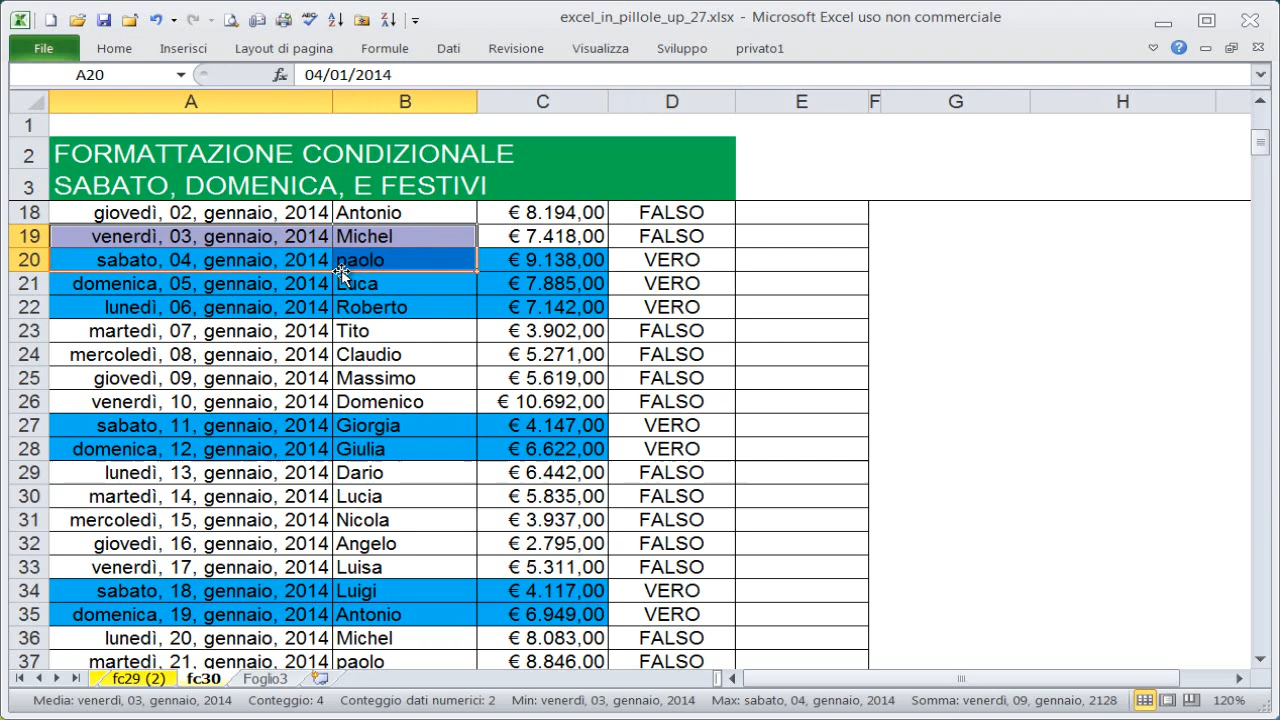 excel_in_pillole_up_27.xlsx - Microsoft Excel uso non commerciale
File Home Inserisci Layout di pagina Formule Dati Revisione Visualizza Sviluppo privato1
A20 fx 04/01/2014
A B C D E F G H
1
2 FORMATTAZIONE CONDIZIONALE
3 SABATO, DOMENICA, E FESTIVI
18 giovedì, 02, gennaio, 2014 Antonio € 8.194,00 FALSO
19 venerdì, 03, gennaio, 2014 Michel € 7.418,00 FALSO
20 sabato, 04, gennaio, 2014 paolo € 9.138,00 VERO
21 domenica, 05, gennaio, 2014 Luca € 7.885,00 VERO
22 lunedì, 06, gennaio, 2014 Roberto € 7.142,00 VERO
23 martedì, 07, gennaio, 2014 Tito € 3.902,00 FALSO
24 mercoledì, 08, gennaio, 2014 Claudio € 5.271,00 FALSO
25 giovedì, 09, gennaio, 2014 Massimo € 5.619,00 FALSO
26 venerdì, 10, gennaio, 2014 Domenico € 10.692,00 FALSO
27 sabato, 11, gennaio, 2014 Giorgia € 4.147,00 VERO
28 domenica, 12, gennaio, 2014 Giulia € 6.622,00 VERO
29 lunedì, 13, gennaio, 2014 Dario € 6.442,00 FALSO
30 martedì, 14, gennaio, 2014 Lucia € 5.835,00 FALSO
31 mercoledì, 15, gennaio, 2014 Nicola € 3.937,00 FALSO
32 giovedì, 16, gennaio, 2014 Angelo € 2.795,00 FALSO
33 venerdì, 17, gennaio, 2014 Luisa € 5.311,00 FALSO
34 sabato, 18, gennaio, 2014 Luigi € 4.117,00 VERO
35 domenica, 19, gennaio, 2014 Antonio € 6.949,00 VERO
36 lunedì, 20, gennaio, 2014 Michel € 8.083,00 FALSO
37 martedì, 21, gennaio, 2014 paolo € 8.846,00 FALSO
fc29 (2) fc30 Foglio3
Media: venerdì, 03, gennaio, 2014 Conteggio: 4 Conteggio dati numerici: 2 Min: venerdì, 03, gennaio, 2014 Max: sabato, 04, gennaio, 2014 Somma: venerdì, 09, gennaio, 2128 120%